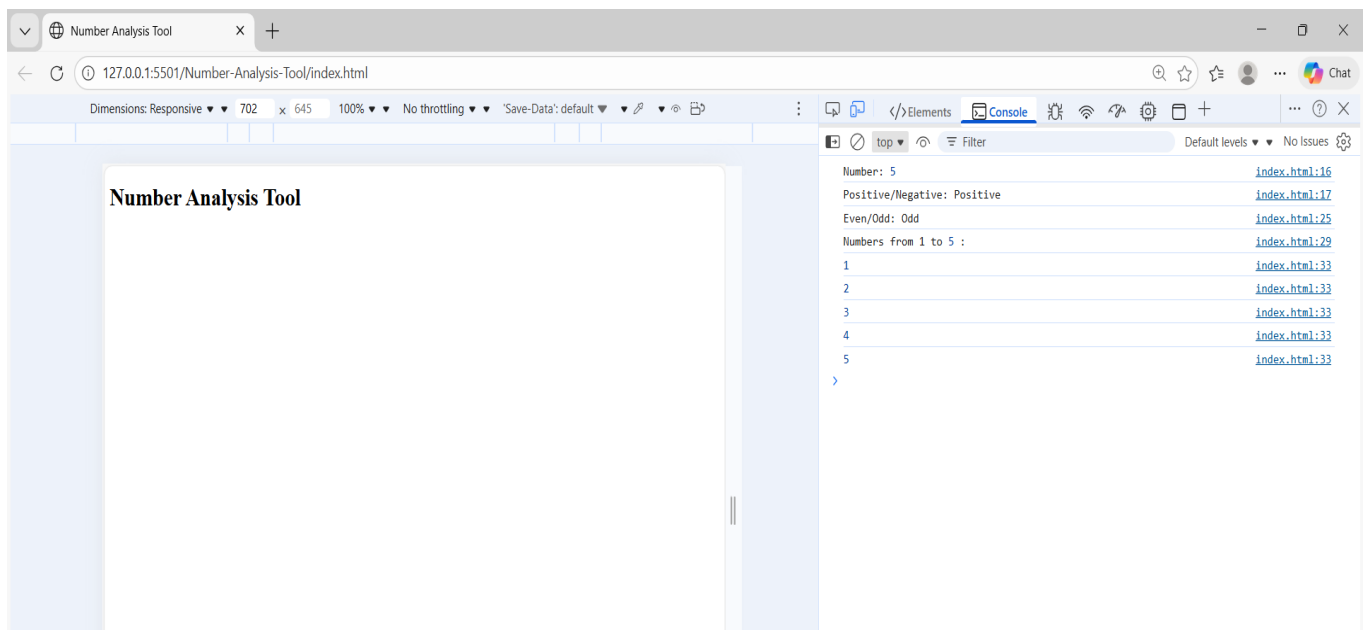 Number Analysis Tool
127.0.0.1:5501/Number-Analysis-Tool/index.html
Chat
Dimensions: Responsive 702 x 645 100% No throttling 'Save-Data': default
</>Elements Console
top Filter Default levels No Issues
Number Analysis Tool
Number: 5 index.html:16
Positive/Negative: Positive index.html:17
Even/Odd: Odd index.html:25
Numbers from 1 to 5 : index.html:29
1 index.html:33
2 index.html:33
3 index.html:33
4 index.html:33
5 index.html:33